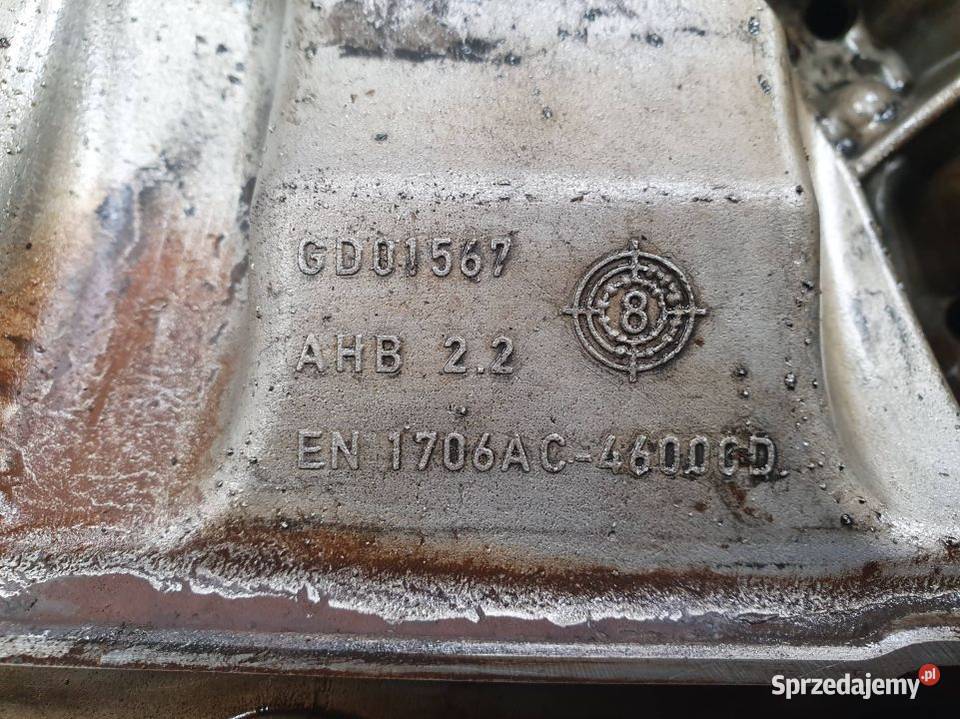 GD01567
8
AHB 2.2
EN 1706AC-46000D
Sprzedajemy.pl